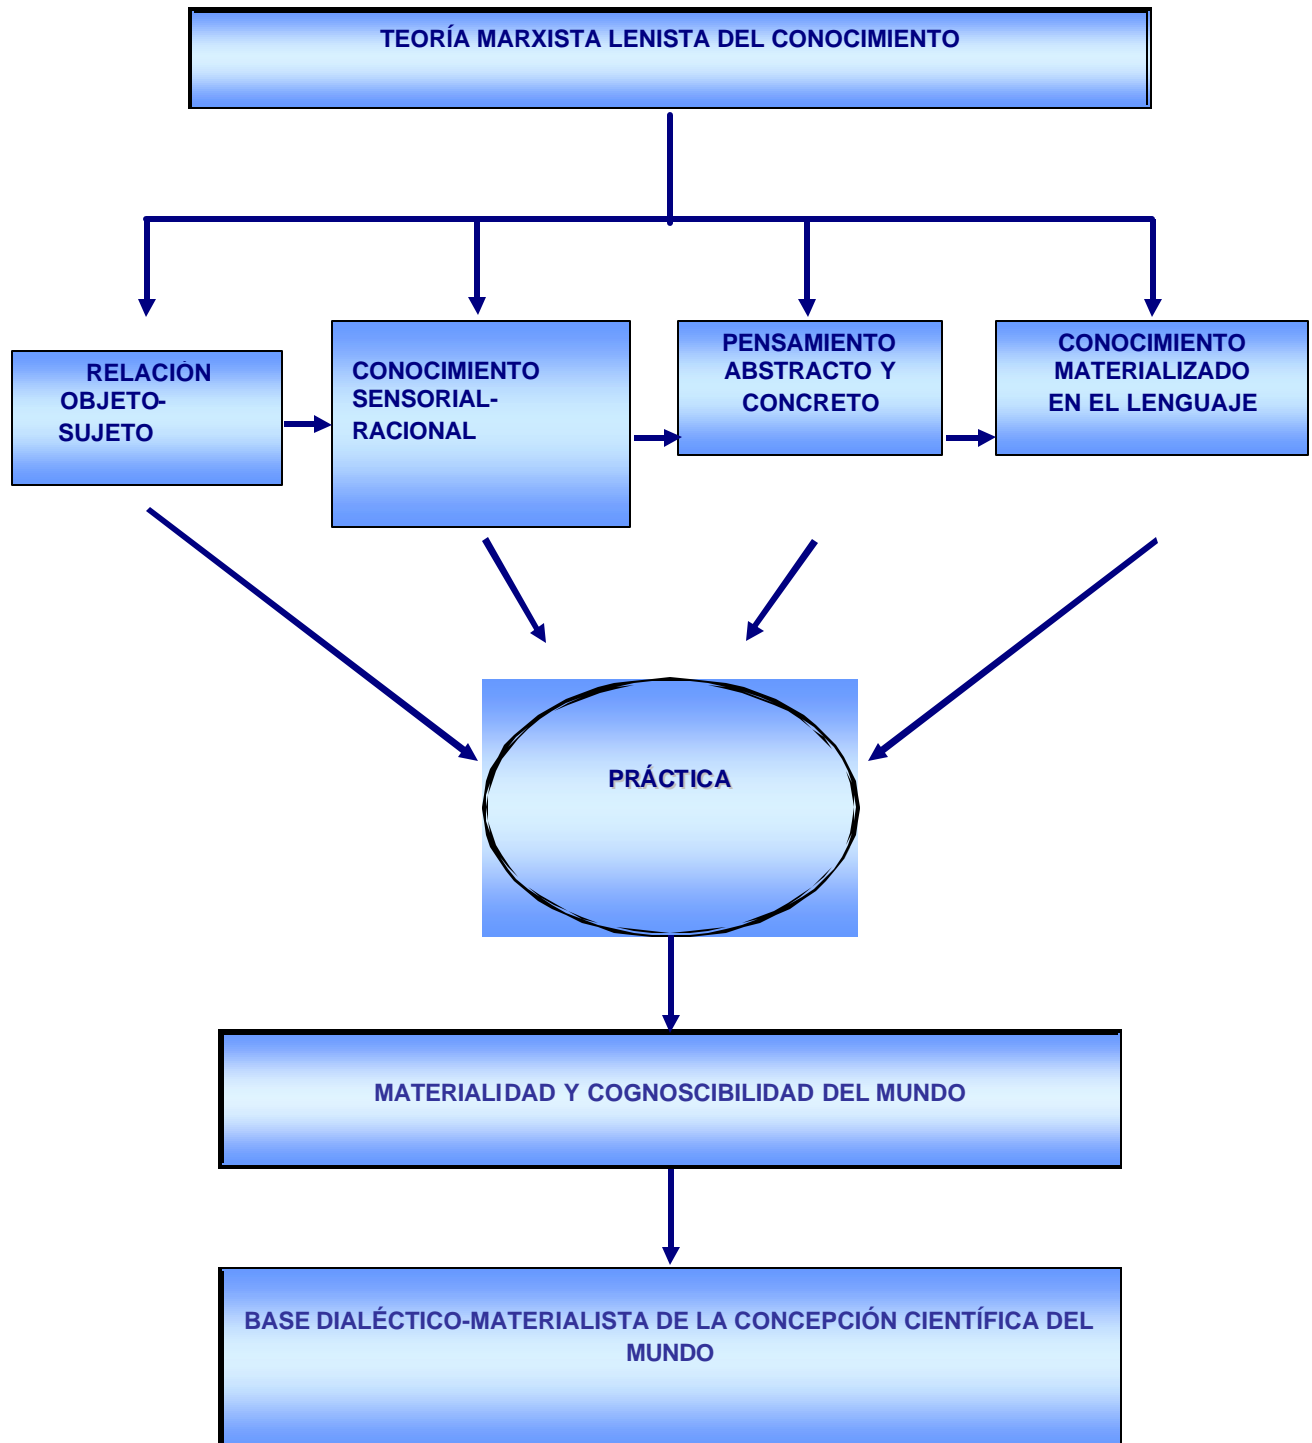 TEORÍA MARXISTA LENISTA DEL CONOCIMIENTO
RELACIÓN
OBJETO-
SUJETO
CONOCIMIENTO
SENSORIAL-
RACIONAL
PENSAMIENTO
ABSTRACTO Y
CONCRETO
CONOCIMIENTO
MATERIALIZADO
EN EL LENGUAJE
PRÁCTICA
MATERIALIDAD Y COGNOSCIBILIDAD DEL MUNDO
BASE DIALÉCTICO-MATERIALISTA DE LA CONCEPCIÓN CIENTÍFICA DEL
MUNDO